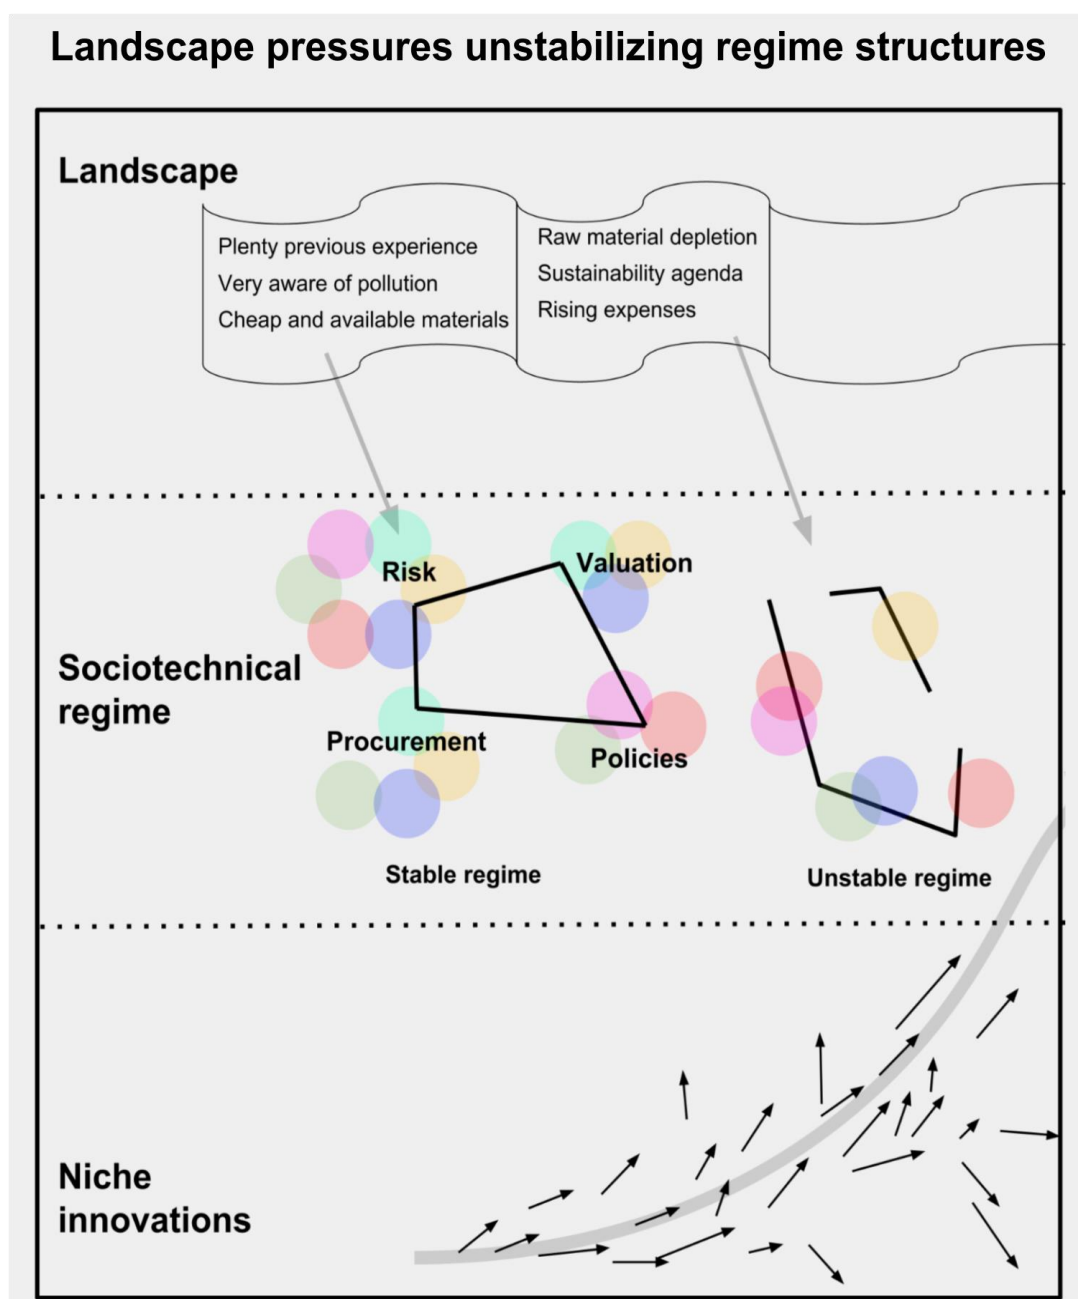 Landscape pressures unstabilizing regime structures
Landscape
Plenty previous experience
Very aware of pollution
Cheap and available materials
Raw material depletion
Sustainability agenda
Rising expenses
Risk
Valuation
Sociotechnical
regime
Procurement
Policies
Stable regime
Unstable regime
Niche
innovations